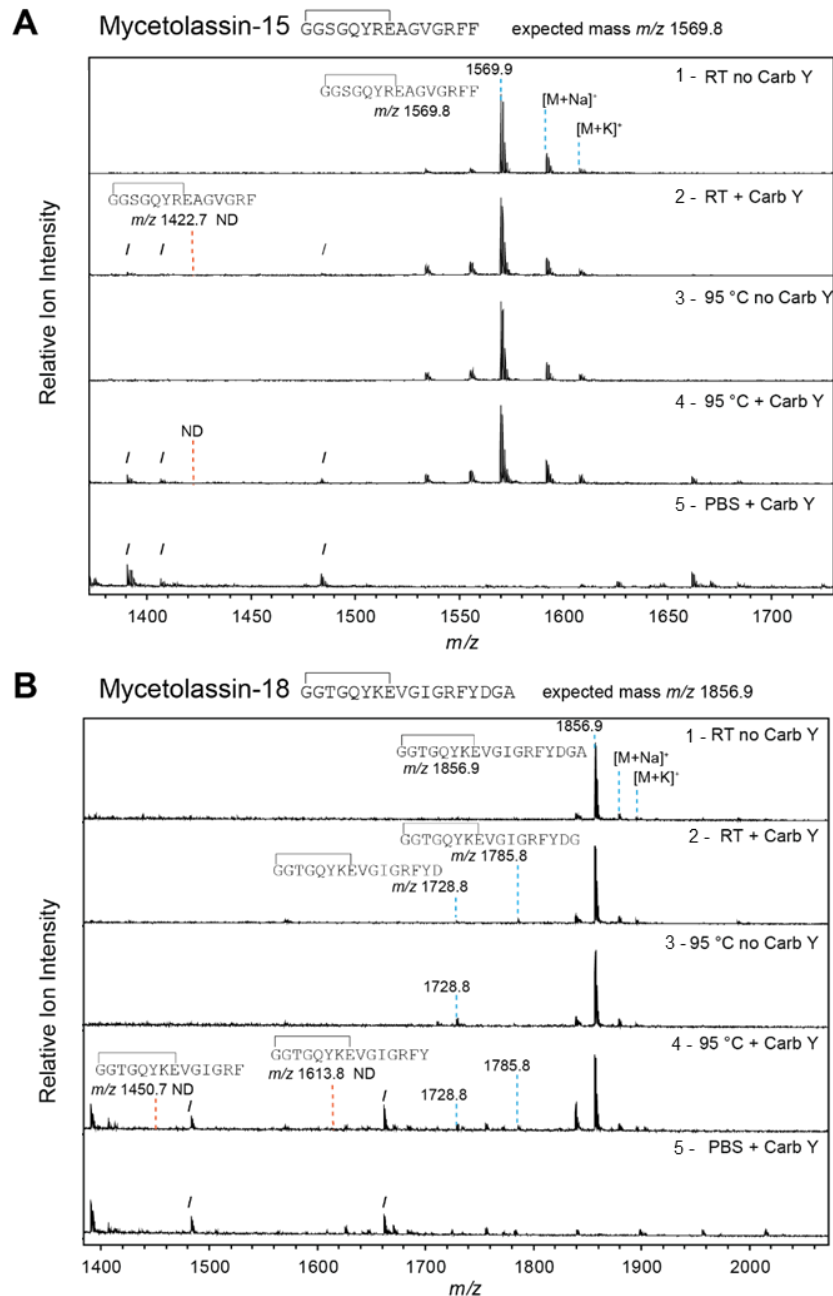 A Mycetolassin-15 GGSGQYREAGVGRFF expected mass m/z 1569.8
1569.9
1 - RT no Carb Y
GGSGQYREAGVGRFF
m/z 1569.8
[M+Na]⁺
[M+K]⁺
GGSGQYREAGVGRF
m/z 1422.7 ND
2 - RT + Carb Y
/ / /
3 - 95 °C no Carb Y
4 - 95 °C + Carb Y
ND
/ / /
5 - PBS + Carb Y
/ / /
Relative Ion Intensity
1400 1450 1500 1550 1600 1650 1700
m/z
B Mycetolassin-18 GGTGQYKEVGIGRFYDGA expected mass m/z 1856.9
1856.9
1 - RT no Carb Y
GGTGQYKEVGIGRFYDGA
m/z 1856.9
[M+Na]⁺
[M+K]⁺
GGTGQYKEVGIGRFYDG
m/z 1785.8
2 - RT + Carb Y
GGTGQYKEVGIGRFYD
m/z 1728.8
3 - 95 °C no Carb Y
1728.8
4 - 95 °C + Carb Y
GGTGQYKEVGIGRFY
m/z 1613.8 ND
GGTGQYKEVGIGRF
m/z 1450.7 ND
/ / 1728.8 1785.8
5 - PBS + Carb Y
/ /
Relative Ion Intensity
1400 1500 1600 1700 1800 1900 2000
m/z